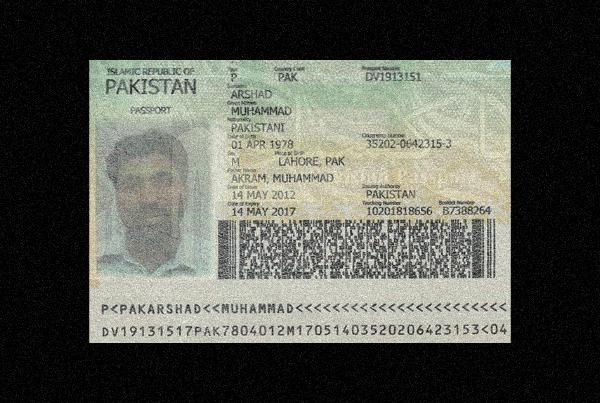 ISLAMIC REPUBLIC OF
PAKISTAN
PASSPORT
Type Country Code Passport Number
P PAK DV1913151
Surname
ARSHAD
Given Names
MUHAMMAD
Nationality
PAKISTANI
Date of Birth Citizenship Number
01 APR 1978 35202-0642315-3
Sex Place of Birth
M LAHORE, PAK
Father Name
AKRAM, MUHAMMAD
Date of Issue Issuing Authority
14 MAY 2012 PAKISTAN
Date of Expiry Tracking Number Booklet Number
14 MAY 2017 10201818656 B7388264
P<PAKARSHAD<<MUHAMMAD<<<<<<<<<<<<<<<<<<<<<<<
DV19131517PAK7804012M17051403520206423153<04